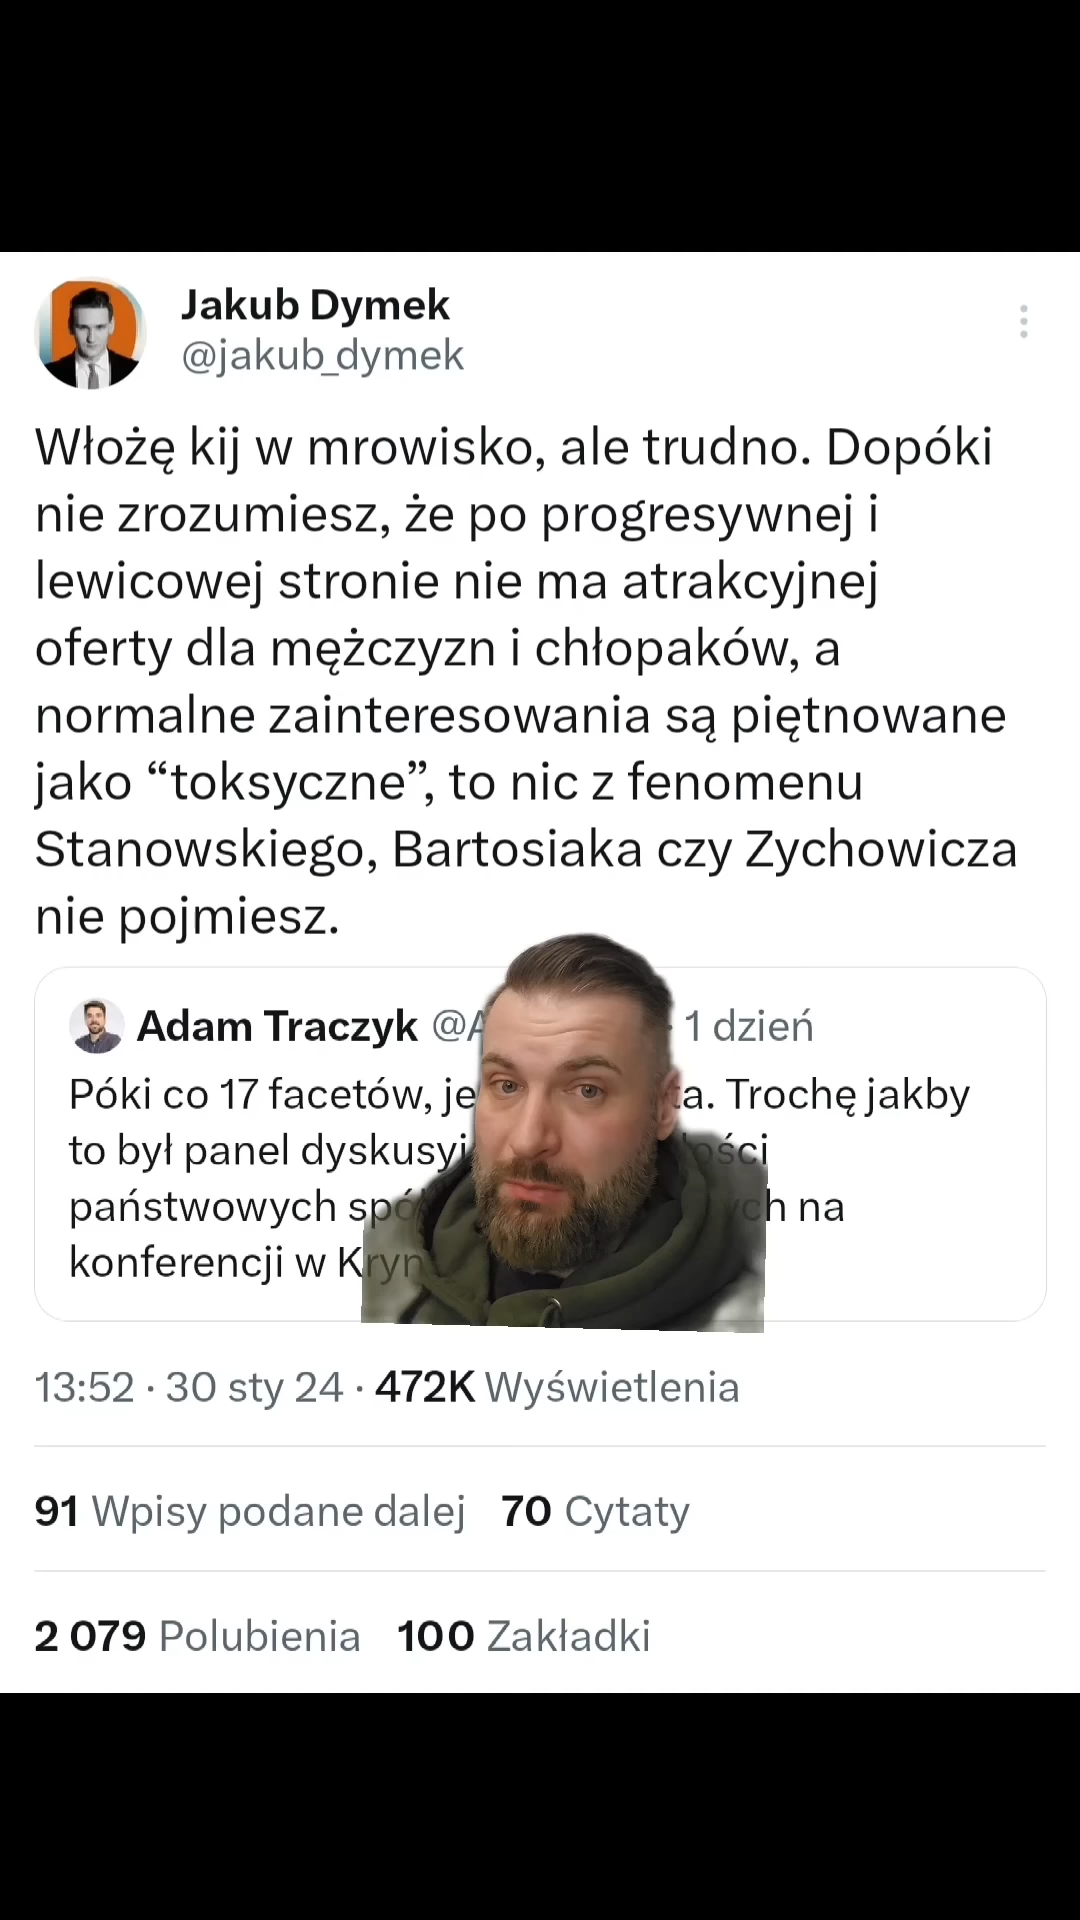 Jakub Dymek
@jakub_dymek
Włożę kij w mrowisko, ale trudno. Dopóki
nie zrozumiesz, że po progresywnej i
lewicowej stronie nie ma atrakcyjnej
oferty dla mężczyzn i chłopaków, a
normalne zainteresowania są piętnowane
jako “toksyczne”, to nic z fenomenu
Stanowskiego, Bartosiaka czy Zychowicza
nie pojmiesz.
Adam Traczyk · 1 dzień
Póki co 17 facetów, Trochę jakby
to był panel
państwowych na
konferencji w
13:52 · 30 sty 24 · 472K Wyświetlenia
91 Wpisy podane dalej 70 Cytaty
2 079 Polubienia 100 Zakładki